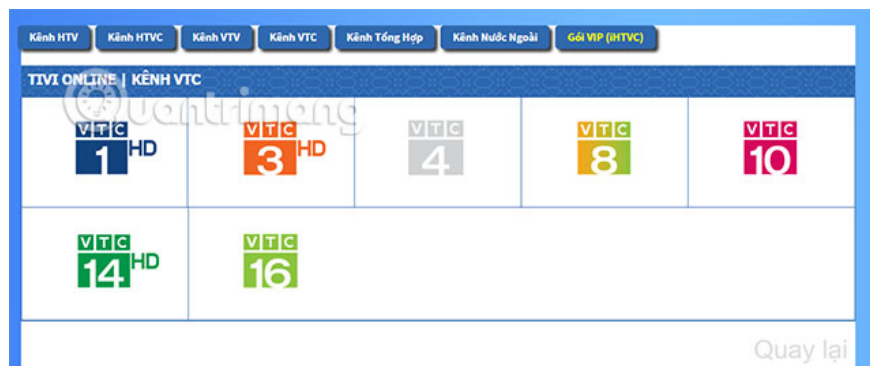 Kênh HTV Kênh HTVC Kênh VTV Kênh VTC Kênh Tổng Hợp Kênh Nước Ngoài Gói VIP (iHTVC)
TIVI ONLINE | KÊNH VTC
Quantrimang
VTC 1 HD VTC 3 HD VTC 4 VTC 8 VTC 10
VTC 14 HD VTC 16
Quay lại